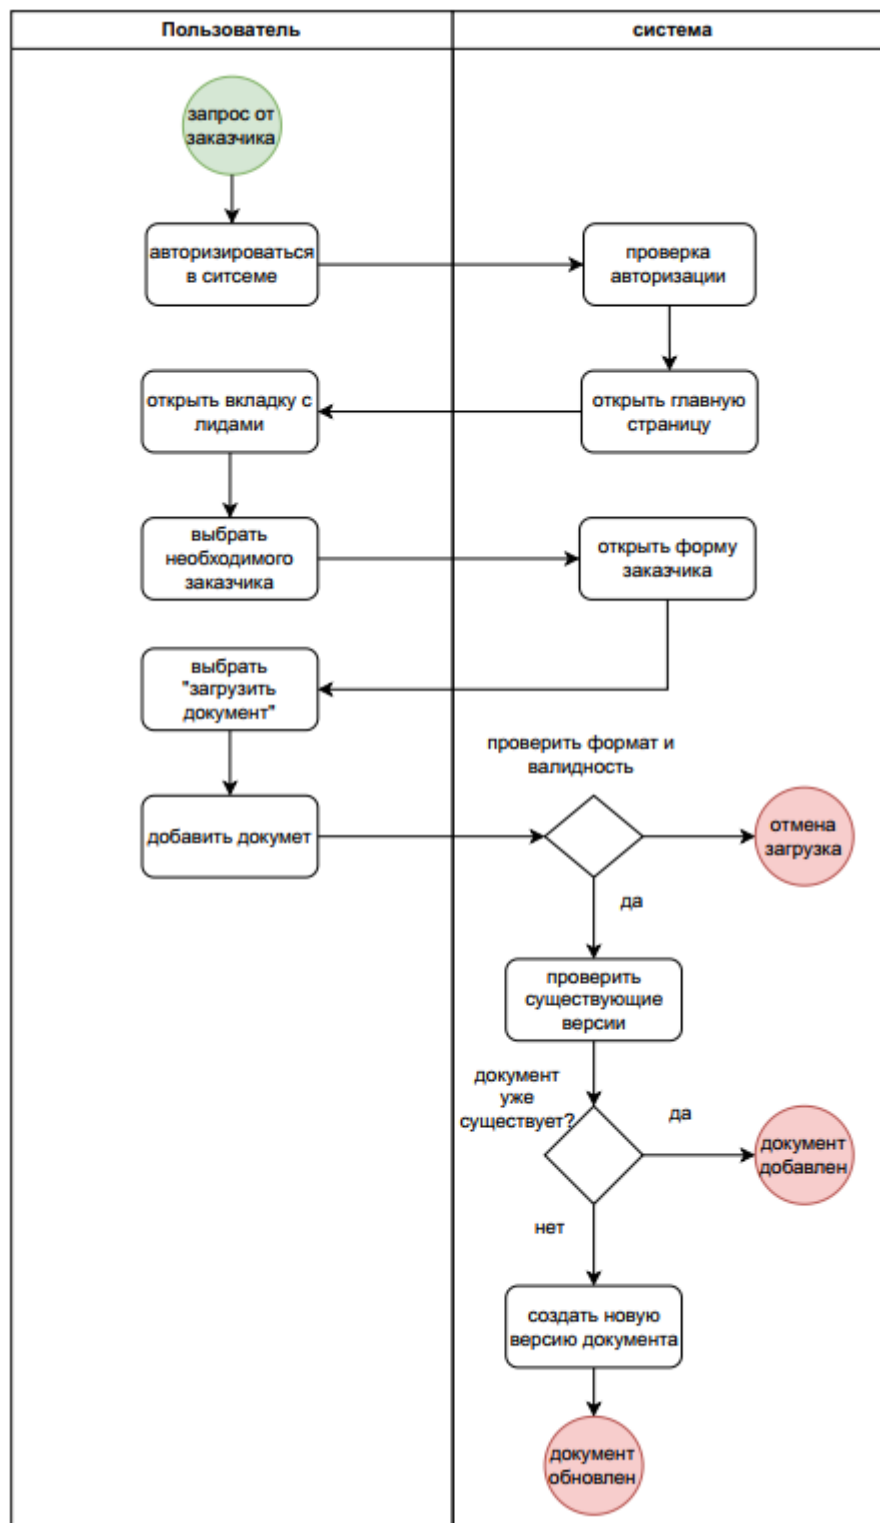 Пользователь
система
запрос от
заказчика
авторизироваться
в ситсеме
проверка
авторизации
открыть вкладку с
лидами
открыть главную
страницу
выбрать
необходимого
заказчика
открыть форму
заказчика
выбрать
"загрузить
документ"
проверить формат и
валидность
добавить докумет
отмена
загрузка
да
проверить
существующие
версии
документ
уже
существует?
да
документ
добавлен
нет
создать новую
версию документа
документ
обновлен